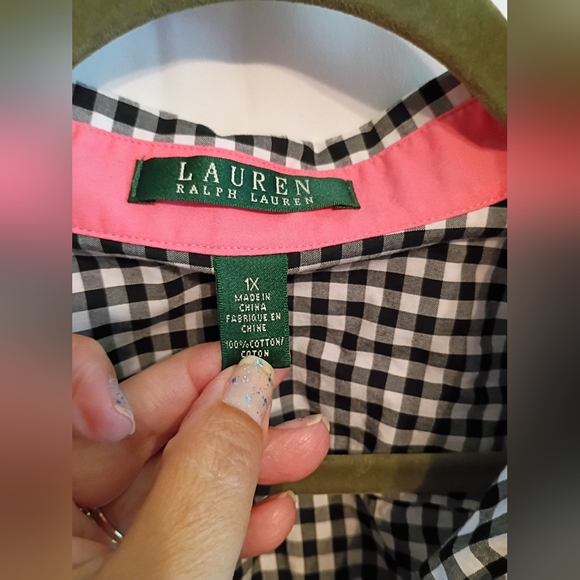 LAUREN
RALPH LAUREN
1X
MADE IN
CHINA
FABRIQUE EN
CHINE
100% COTTON/
COTON